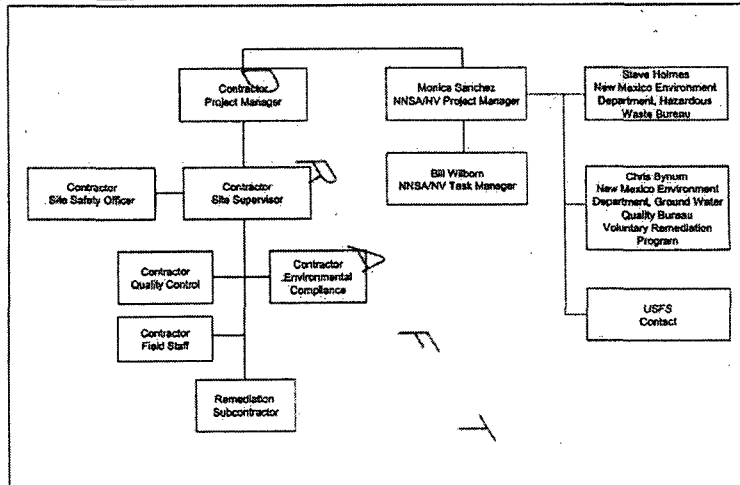 Contractor
Project Manager
Monica Sanchez
NNSA/NV Project Manager
Steve Holmes
New Mexico Environment
Department, Hazardous
Waste Bureau
Contractor
Site Safety Officer
Contractor
Site Supervisor
Bill Wilborn
NNSA/NV Task Manager
Chris Bynum
New Mexico Environment
Department, Ground Water
Quality Bureau
Voluntary Remediation
Program
Contractor
Quality Control
Contractor
Environmental
Compliance
USFS
Contact
Contractor
Field Staff
Remediation
Subcontractor